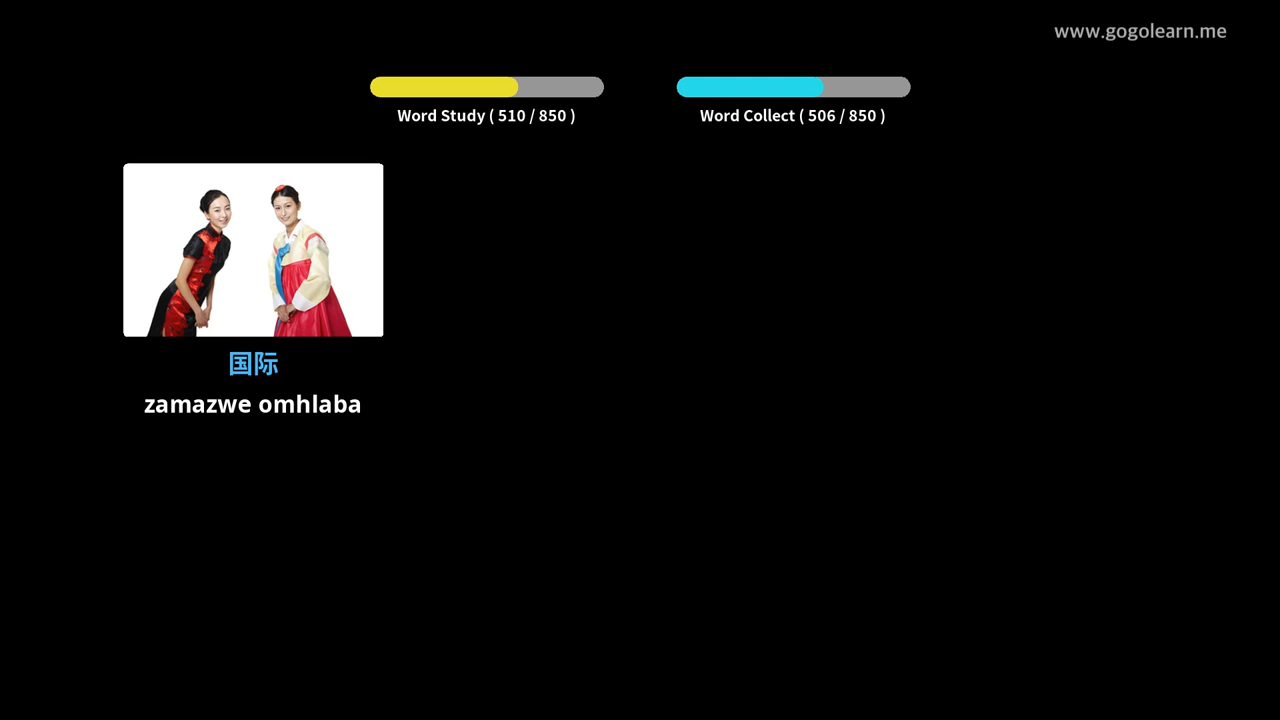 www.gogolearn.me
Word Study ( 510 / 850 )
Word Collect ( 506 / 850 )
国际
zamazwe omhlaba